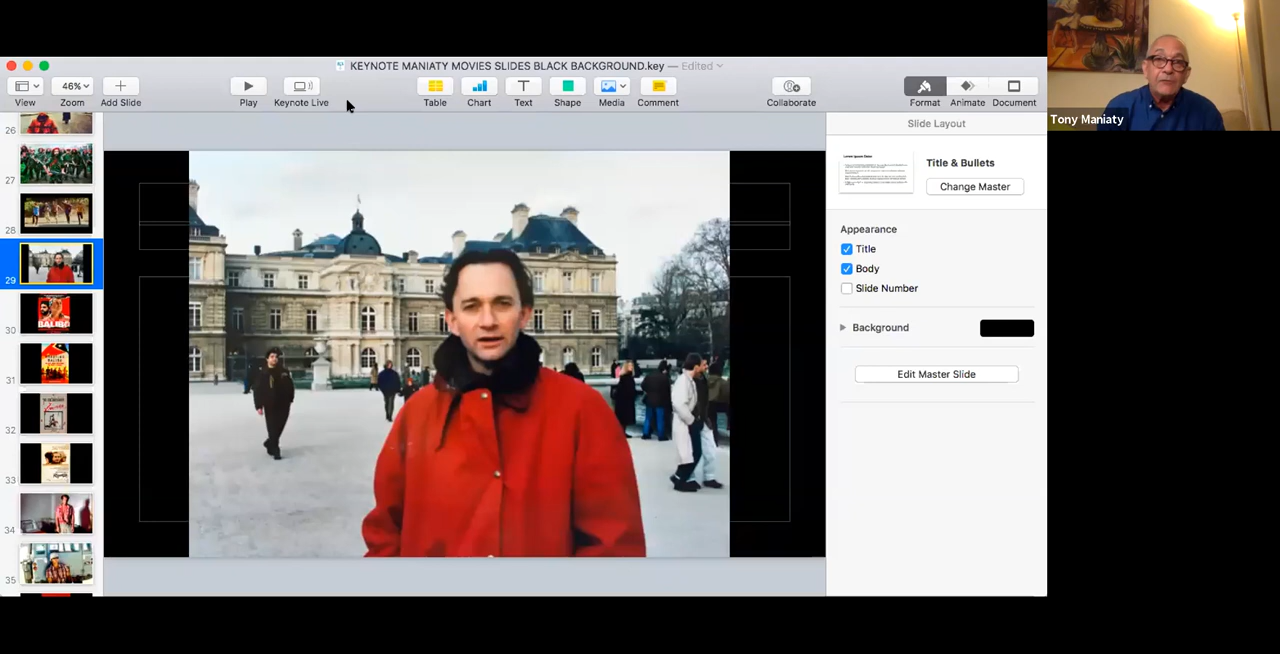 KEYNOTE MANIATY MOVIES SLIDES BLACK BACKGROUND.key — Edited
View
46%
Zoom
Add Slide
Play
Keynote Live
Table
Chart
Text
Shape
Media
Comment
Collaborate
Format
Animate
Document
Tony Maniaty
26
27
28
29
30
BALIBO
31
32
33
34
35
Slide Layout
Title & Bullets
Change Master
Appearance
Title
Body
Slide Number
Background
Edit Master Slide